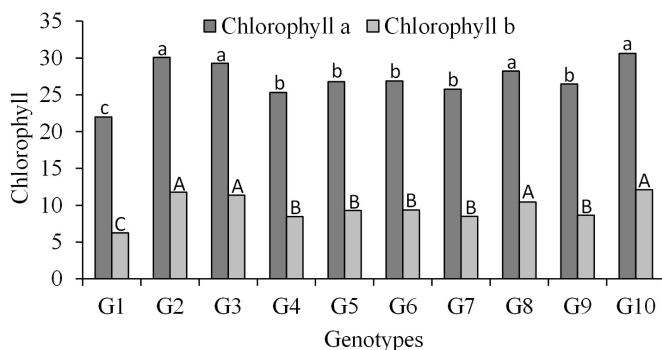 Chlorophyll a Chlorophyll b
35
30
25
20
15
10
5
0
Chlorophyll
c a a b b b b a b a
C A A B B B B A B A
G1 G2 G3 G4 G5 G6 G7 G8 G9 G10
Genotypes